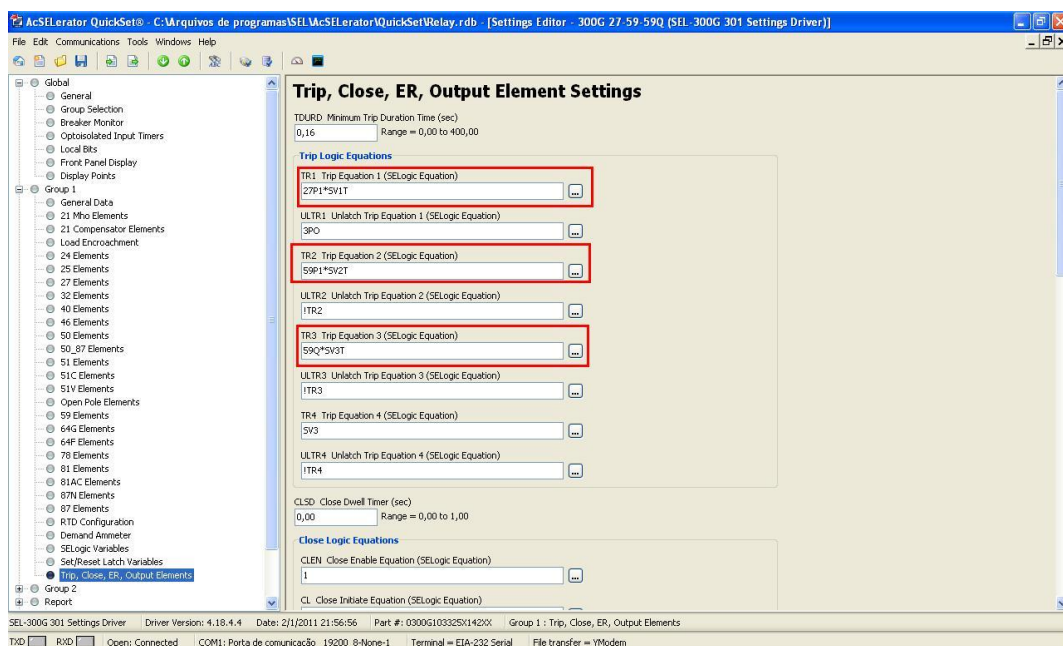 AcSELerator QuickSet® - C:\Arquivos de programas\SEL\AcSELerator\QuickSet\Relay.rdb - [Settings Editor - 300G 27-59-59Q (SEL-300G 301 Settings Driver)]
File Edit Communications Tools Windows Help
Global
General
Group Selection
Breaker Monitor
Optoisolated Input Timers
Local Bits
Front Panel Display
Display Points
Group 1
General Data
21 Mho Elements
21 Compensator Elements
Load Encroachment
24 Elements
25 Elements
27 Elements
32 Elements
40 Elements
46 Elements
50 Elements
50_87 Elements
51 Elements
51C Elements
51V Elements
Open Pole Elements
59 Elements
64G Elements
64F Elements
78 Elements
81 Elements
81AC Elements
87N Elements
87 Elements
RTD Configuration
Demand Ammeter
SELogic Variables
Set/Reset Latch Variables
Trip, Close, ER, Output Elements
Group 2
Report
Trip, Close, ER, Output Element Settings
TDURD Minimum Trip Duration Time (sec)
0,16 Range = 0,00 to 400,00
Trip Logic Equations
TR1 Trip Equation 1 (SELogic Equation)
27P1*SV1T ...
ULTR1 Unlatch Trip Equation 1 (SELogic Equation)
3PO ...
TR2 Trip Equation 2 (SELogic Equation)
59P1*SV2T ...
ULTR2 Unlatch Trip Equation 2 (SELogic Equation)
!TR2 ...
TR3 Trip Equation 3 (SELogic Equation)
59Q*SV3T ...
ULTR3 Unlatch Trip Equation 3 (SELogic Equation)
!TR3 ...
TR4 Trip Equation 4 (SELogic Equation)
SV3 ...
ULTR4 Unlatch Trip Equation 4 (SELogic Equation)
!TR4 ...
CLSD Close Dwell Timer (sec)
0,00 Range = 0,00 to 1,00
Close Logic Equations
CLEN Close Enable Equation (SELogic Equation)
1 ...
CL Close Initiate Equation (SELogic Equation)
SEL-300G 301 Settings Driver Driver Version: 4.18.4.4 Date: 2/1/2011 21:56:56 Part #: 0300G103325X142XX Group 1 : Trip, Close, ER, Output Elements
TXD RXD Open: Connected COM1: Porta de comunicação 19200 8-None-1 Terminal = EIA-232 Serial File transfer = YModem